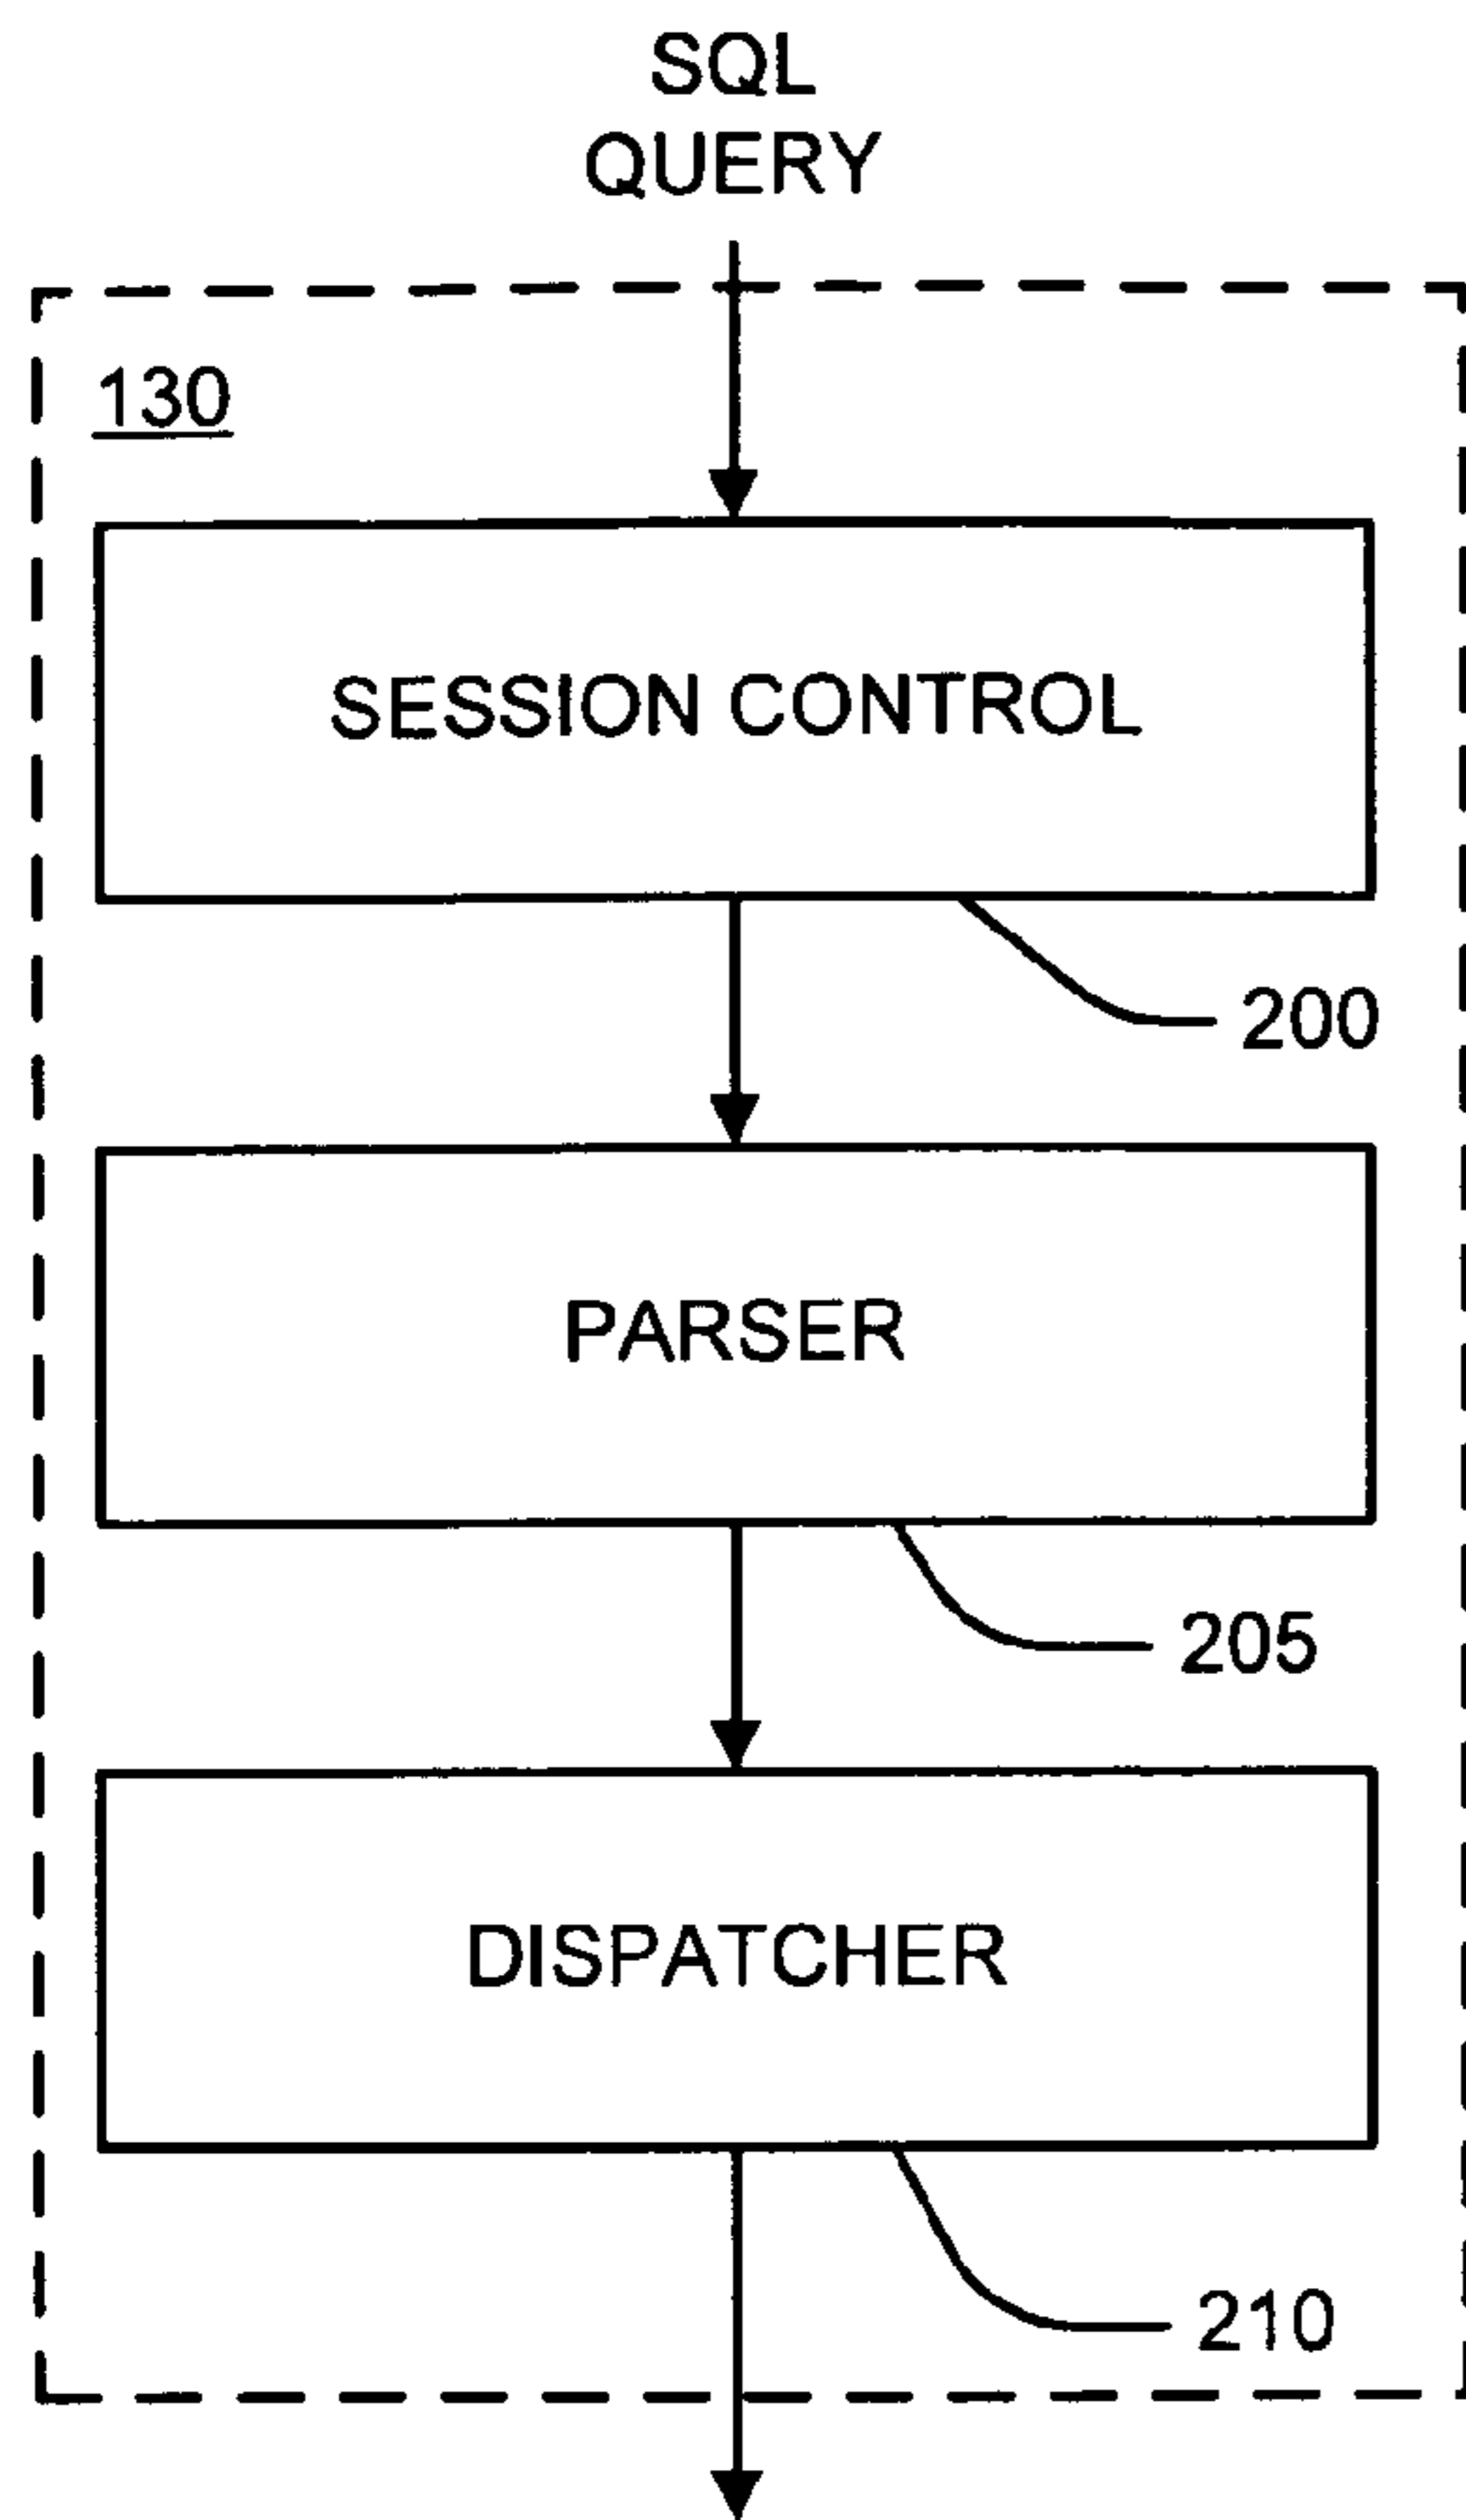 SQL
QUERY
130
SESSION CONTROL
200
PARSER
205
DISPATCHER
210